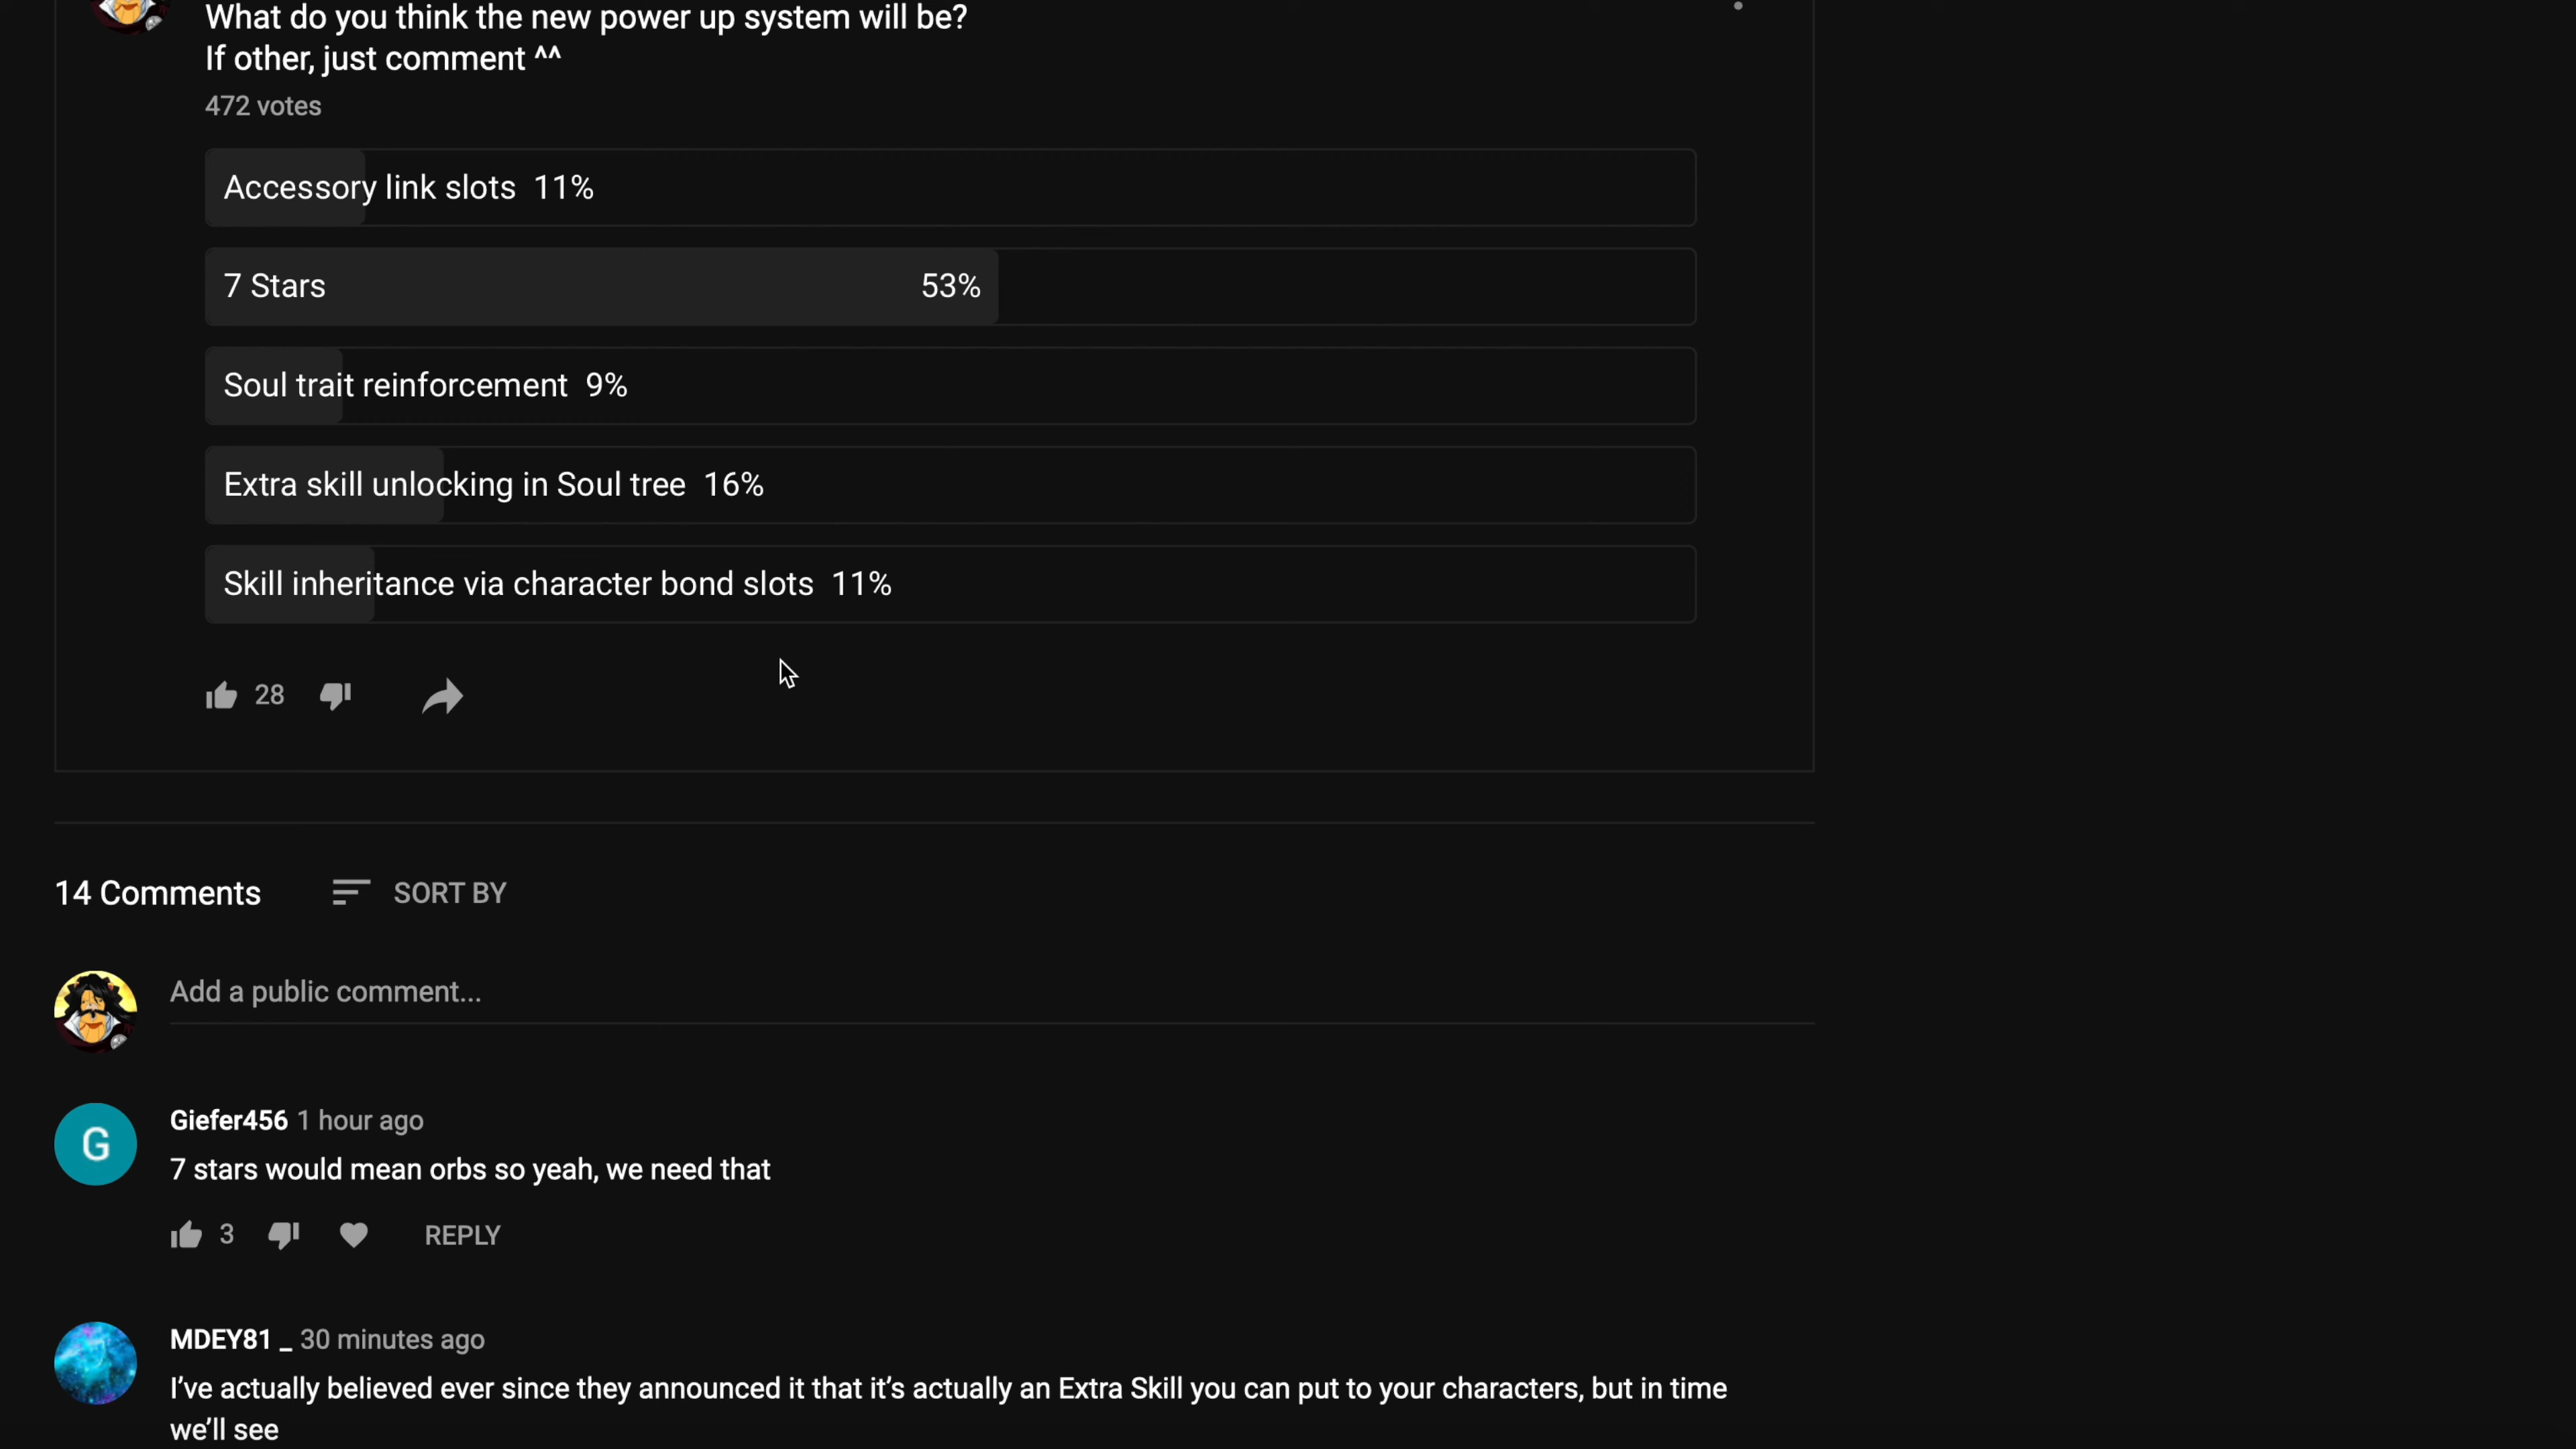 What do you think the new power up system will be?
If other, just comment ^^
472 votes
Accessory link slots 11%
7 Stars 53%
Soul trait reinforcement 9%
Extra skill unlocking in Soul tree 16%
Skill inheritance via character bond slots 11%
28
14 Comments SORT BY
Add a public comment...
G
Giefer456 1 hour ago
7 stars would mean orbs so yeah, we need that
3 REPLY
MDEY81 _ 30 minutes ago
I've actually believed ever since they announced it that it's actually an Extra Skill you can put to your characters, but in time
we'll see